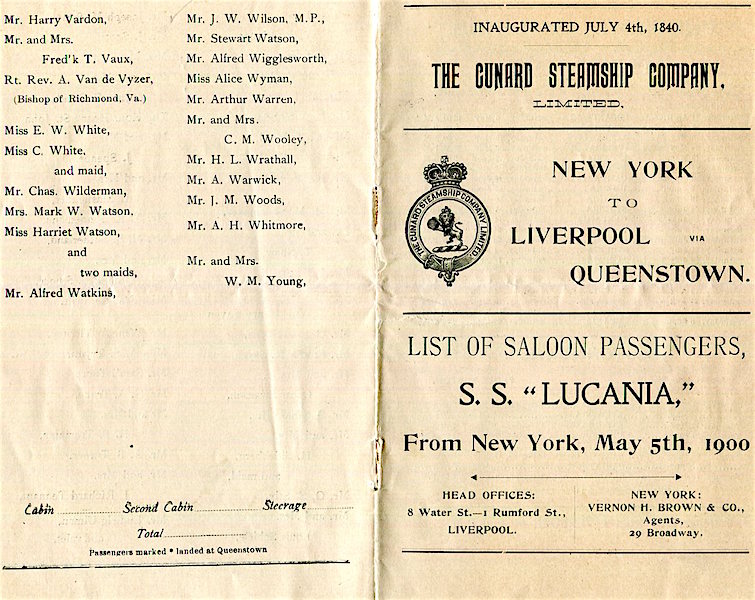 Mr. Harry Vardon,
Mr. and Mrs.
Fred'k T. Vaux,
Rt. Rev. A. Van de Vyzer,
(Bishop of Richmond, Va.)
Miss E. W. White,
Miss C. White,
and maid,
Mr. Chas. Wilderman,
Mrs. Mark W. Watson.
Miss Harriet Watson,
and
two maids,
Mr. Alfred Watkins,
Mr. J. W. Wilson, M.P.,
Mr. Stewart Watson,
Mr. Alfred Wigglesworth,
Miss Alice Wyman,
Mr. Arthur Warren,
Mr. and Mrs.
C. M. Wooley,
Mr. H. L. Wrathall,
Mr. A. Warwick,
Mr. J. M. Woods,
Mr. A. H. Whitmore,
Mr. and Mrs.
W. M. Young,
Cabin Second Cabin Steerage
Total
Passengers marked * landed at Queenstown
INAUGURATED JULY 4th, 1840.
THE CUNARD STEAMSHIP COMPANY,
LIMITED.
THE CUNARD STEAMSHIP COMPANY LIMITED
NEW YORK
TO
LIVERPOOL VIA
QUEENSTOWN.
LIST OF SALOON PASSENGERS,
S. S. "LUCANIA,"
From New York, May 5th, 1900
HEAD OFFICES:
8 Water St.—1 Rumford St.,
LIVERPOOL.
NEW YORK:
VERNON H. BROWN & CO.,
Agents,
29 Broadway.